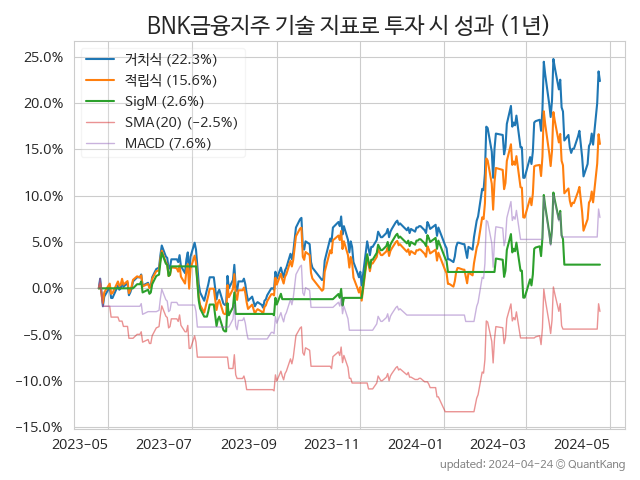 BNK금융지주 기술 지표로 투자 시 성과 (1년)
25.0%
20.0%
15.0%
10.0%
5.0%
0.0%
−5.0%
−10.0%
−15.0%
거치식 (22.3%)
적립식 (15.6%)
SigM (2.6%)
SMA(20) (−2.5%)
MACD (7.6%)
2023-05 2023-07 2023-09 2023-11 2024-01 2024-03 2024-05
updated: 2024-04-24 © QuantKang